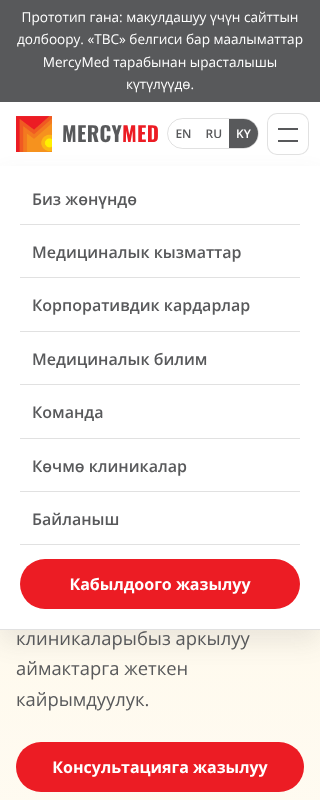 Прототип гана: макулдашуу үчүн сайттын
долбоору. «TBC» белгиси бар маалыматтар
MercyMed тарабынан ырасталышы
күтүлүүдө.
MERCYMED EN RU KY
Биз жөнүндө
Медициналык кызматтар
Корпоративдик кардарлар
Медициналык билим
Команда
Көчмө клиникалар
Байланыш
Кабылдоого жазылуу
клиникаларыбыз аркылуу
аймактарга жеткен
кайрымдуулук.
Консультацияга жазылуу